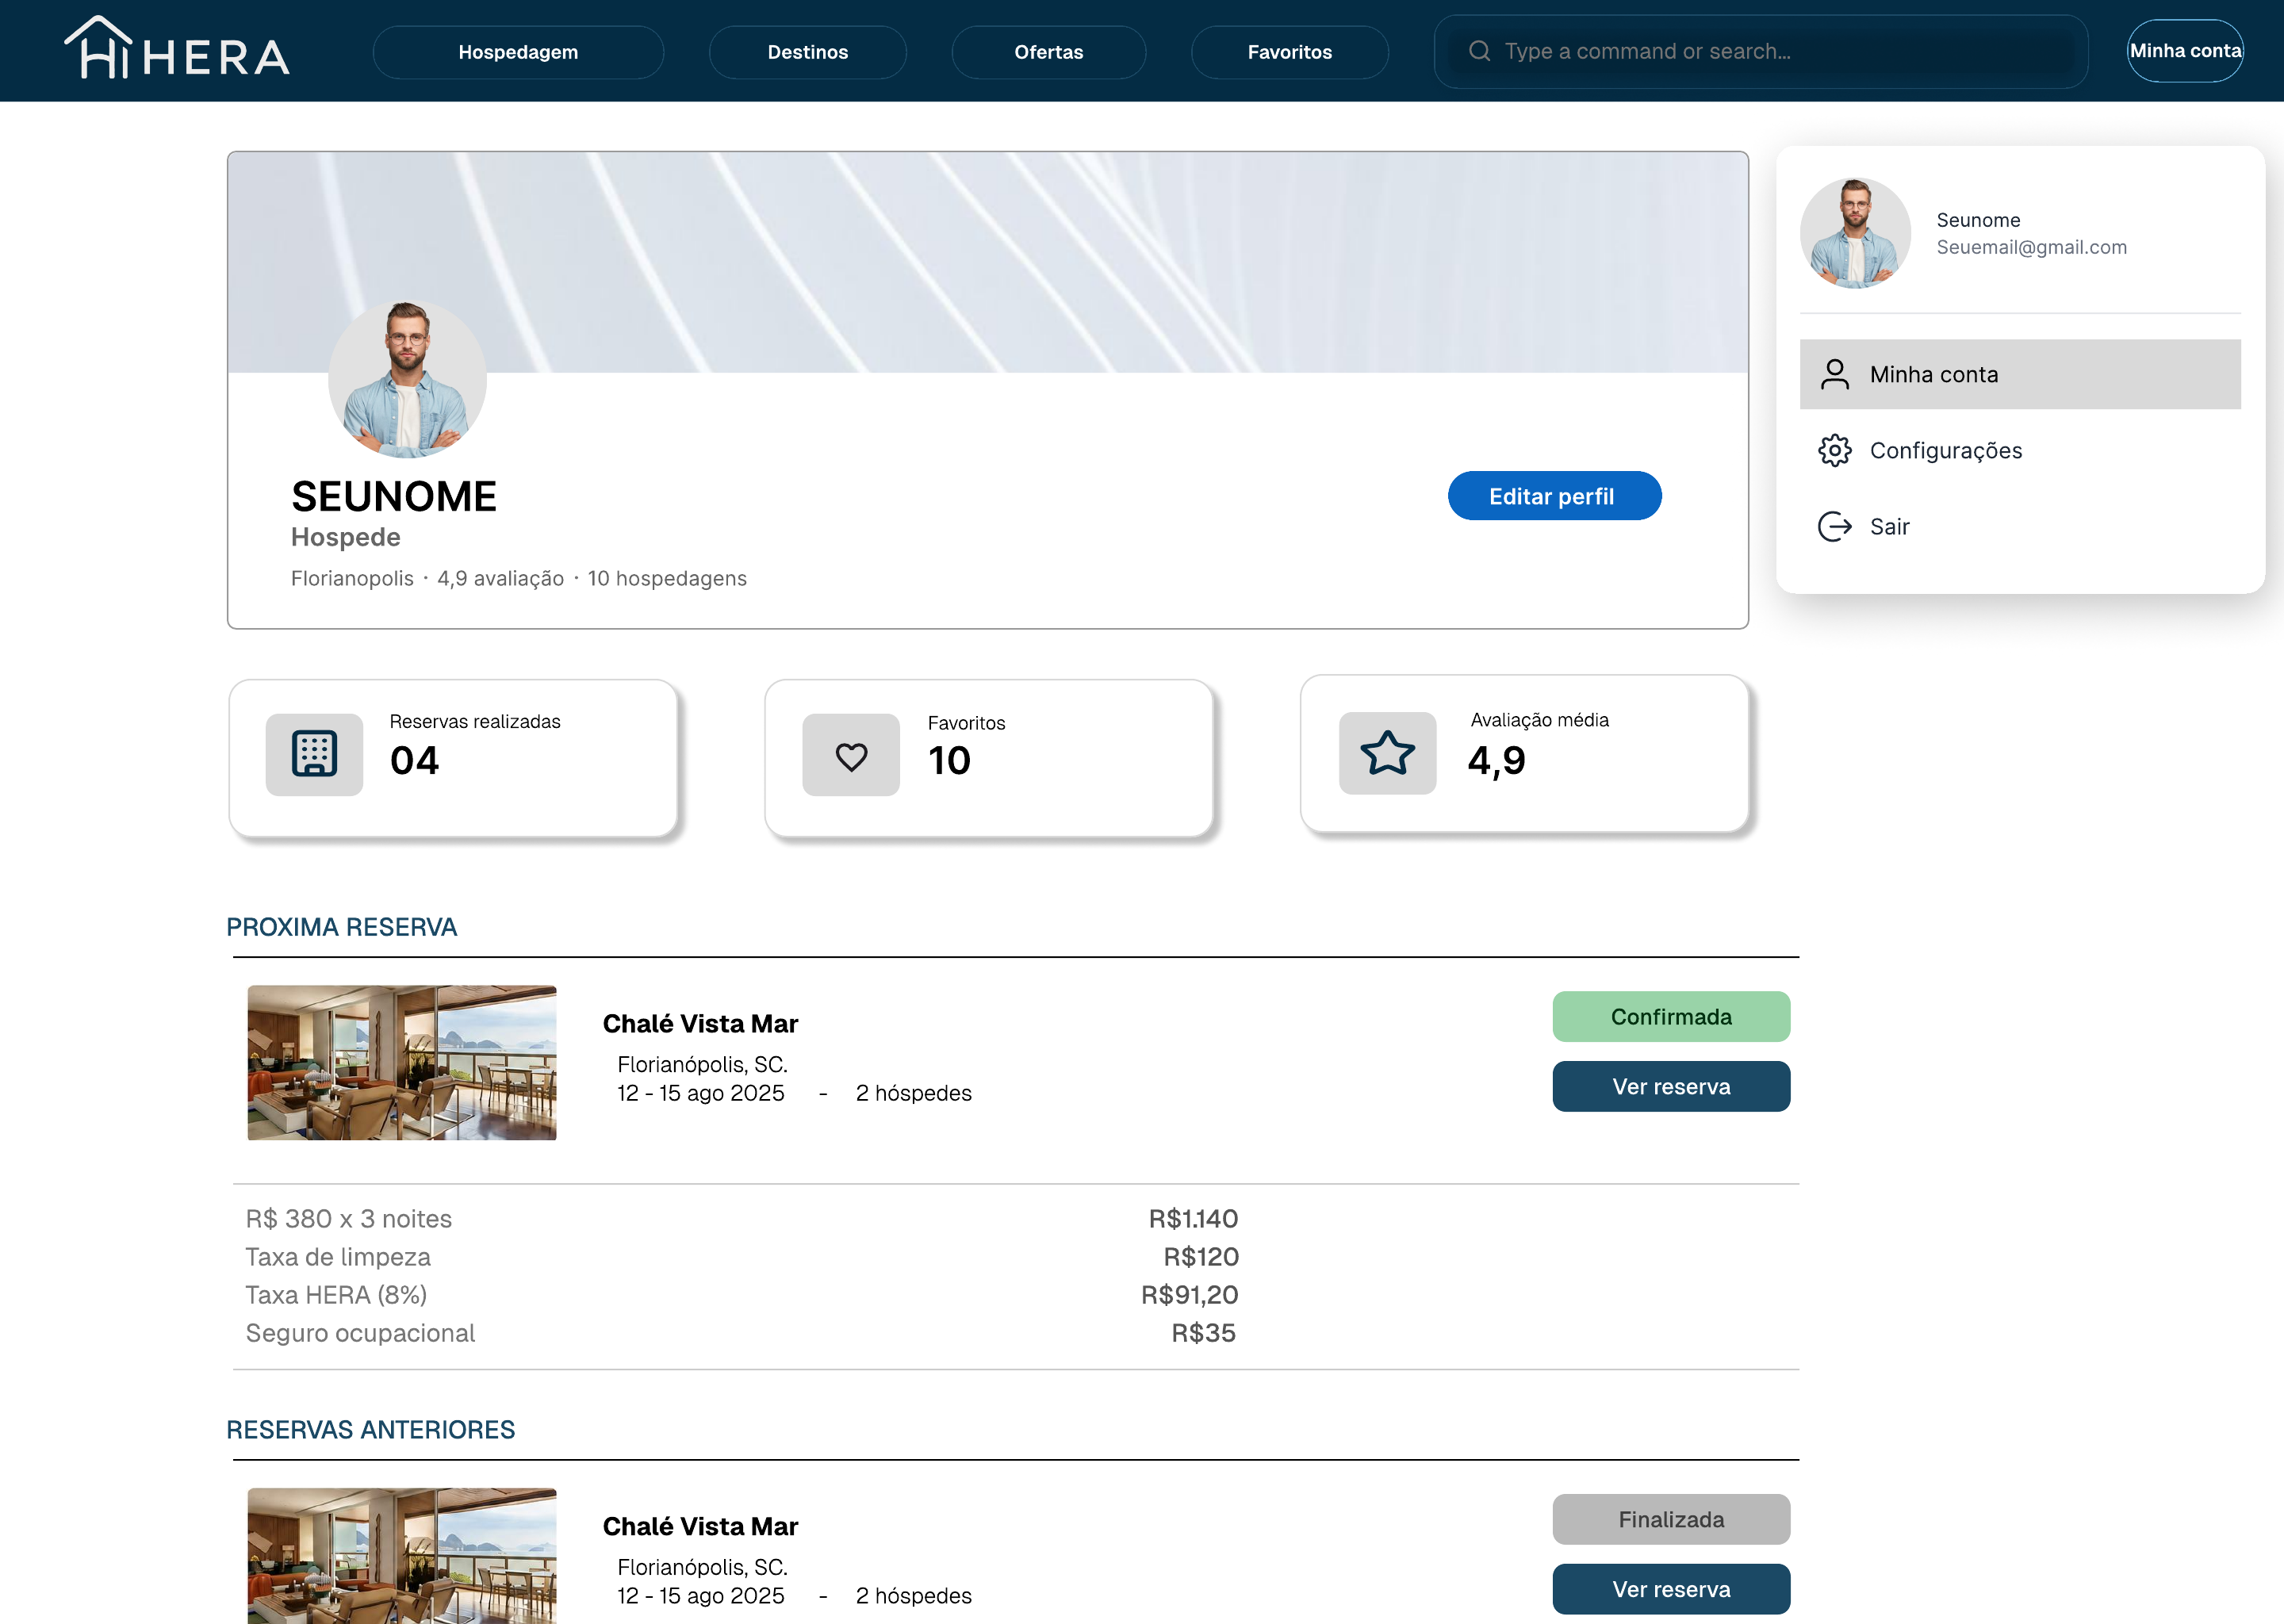 HERA
Hospedagem
Destinos
Ofertas
Favoritos
Type a command or search...
Minha conta
Seunome
Seuemail@gmail.com
Minha conta
Configurações
Sair
SEUNOME
Hospede
Florianopolis · 4,9 avaliação · 10 hospedagens
Editar perfil
Reservas realizadas
04
Favoritos
10
Avaliação média
4,9
PROXIMA RESERVA
Chalé Vista Mar
Florianópolis, SC.
12 - 15 ago 2025 - 2 hóspedes
Confirmada
Ver reserva
R$ 380 x 3 noites R$1.140
Taxa de limpeza R$120
Taxa HERA (8%) R$91,20
Seguro ocupacional R$35
RESERVAS ANTERIORES
Chalé Vista Mar
Florianópolis, SC.
12 - 15 ago 2025 - 2 hóspedes
Finalizada
Ver reserva